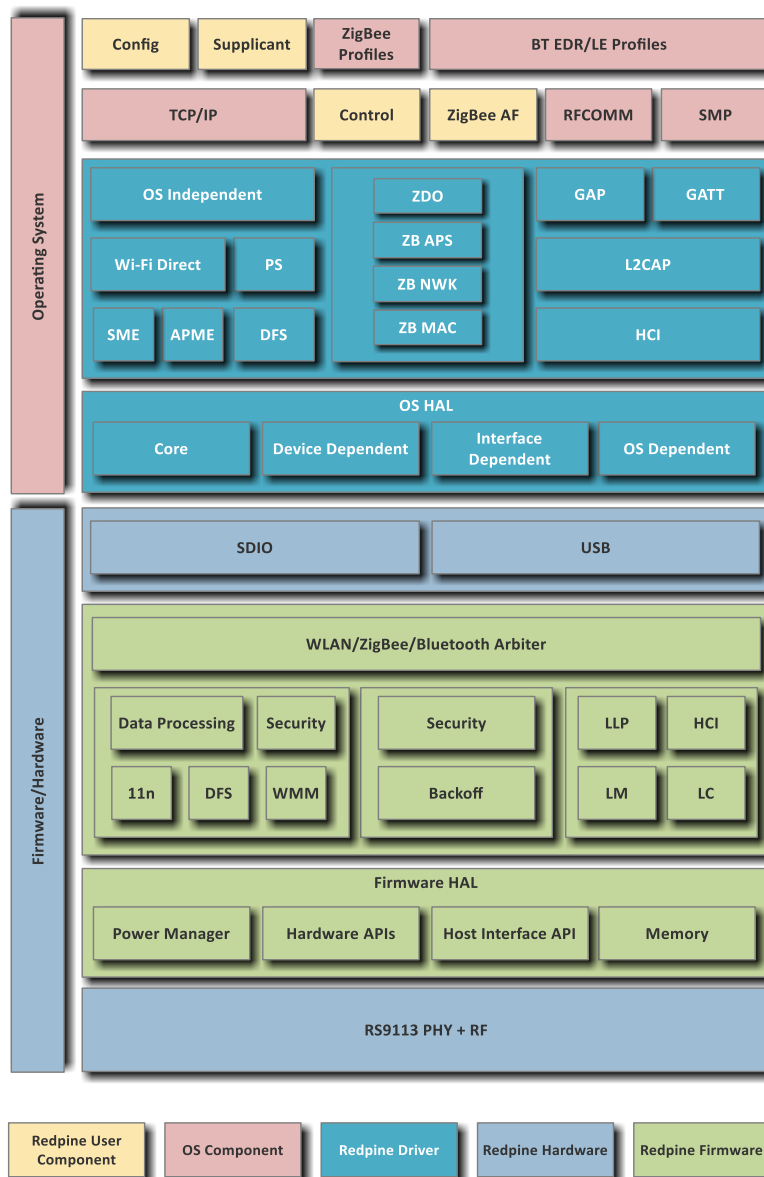 Config
Supplicant
ZigBee
Profiles
BT EDR/LE Profiles
TCP/IP
Control
ZigBee AF
RFCOMM
SMP
Operating System
OS Independent
ZDO
GAP
GATT
ZB APS
Wi-Fi Direct
PS
L2CAP
ZB NWK
SME
APME
DFS
ZB MAC
HCI
OS HAL
Core
Device Dependent
Interface
Dependent
OS Dependent
Firmware/Hardware
SDIO
USB
WLAN/ZigBee/Bluetooth Arbiter
Data Processing
Security
Security
LLP
HCI
11n
DFS
WMM
Backoff
LM
LC
Firmware HAL
Power Manager
Hardware APIs
Host Interface API
Memory
RS9113 PHY + RF
Redpine User
Component
OS Component
Redpine Driver
Redpine Hardware
Redpine Firmware